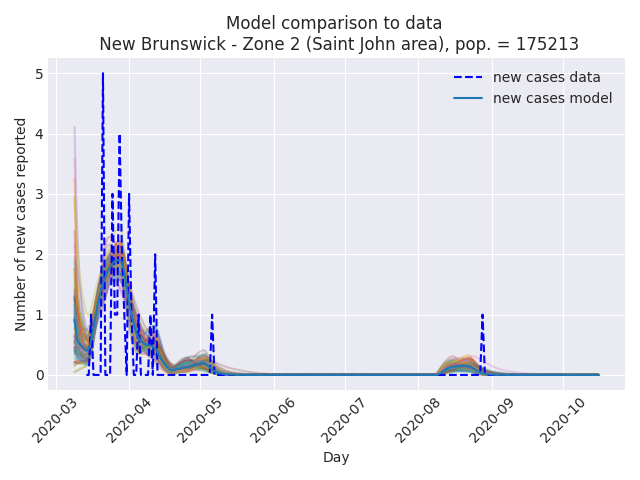 Model comparison to data
New Brunswick - Zone 2 (Saint John area), pop. = 175213
new cases data
new cases model
Number of new cases reported
5
4
3
2
1
0
2020-03
2020-04
2020-05
2020-06
2020-07
2020-08
2020-09
2020-10
Day